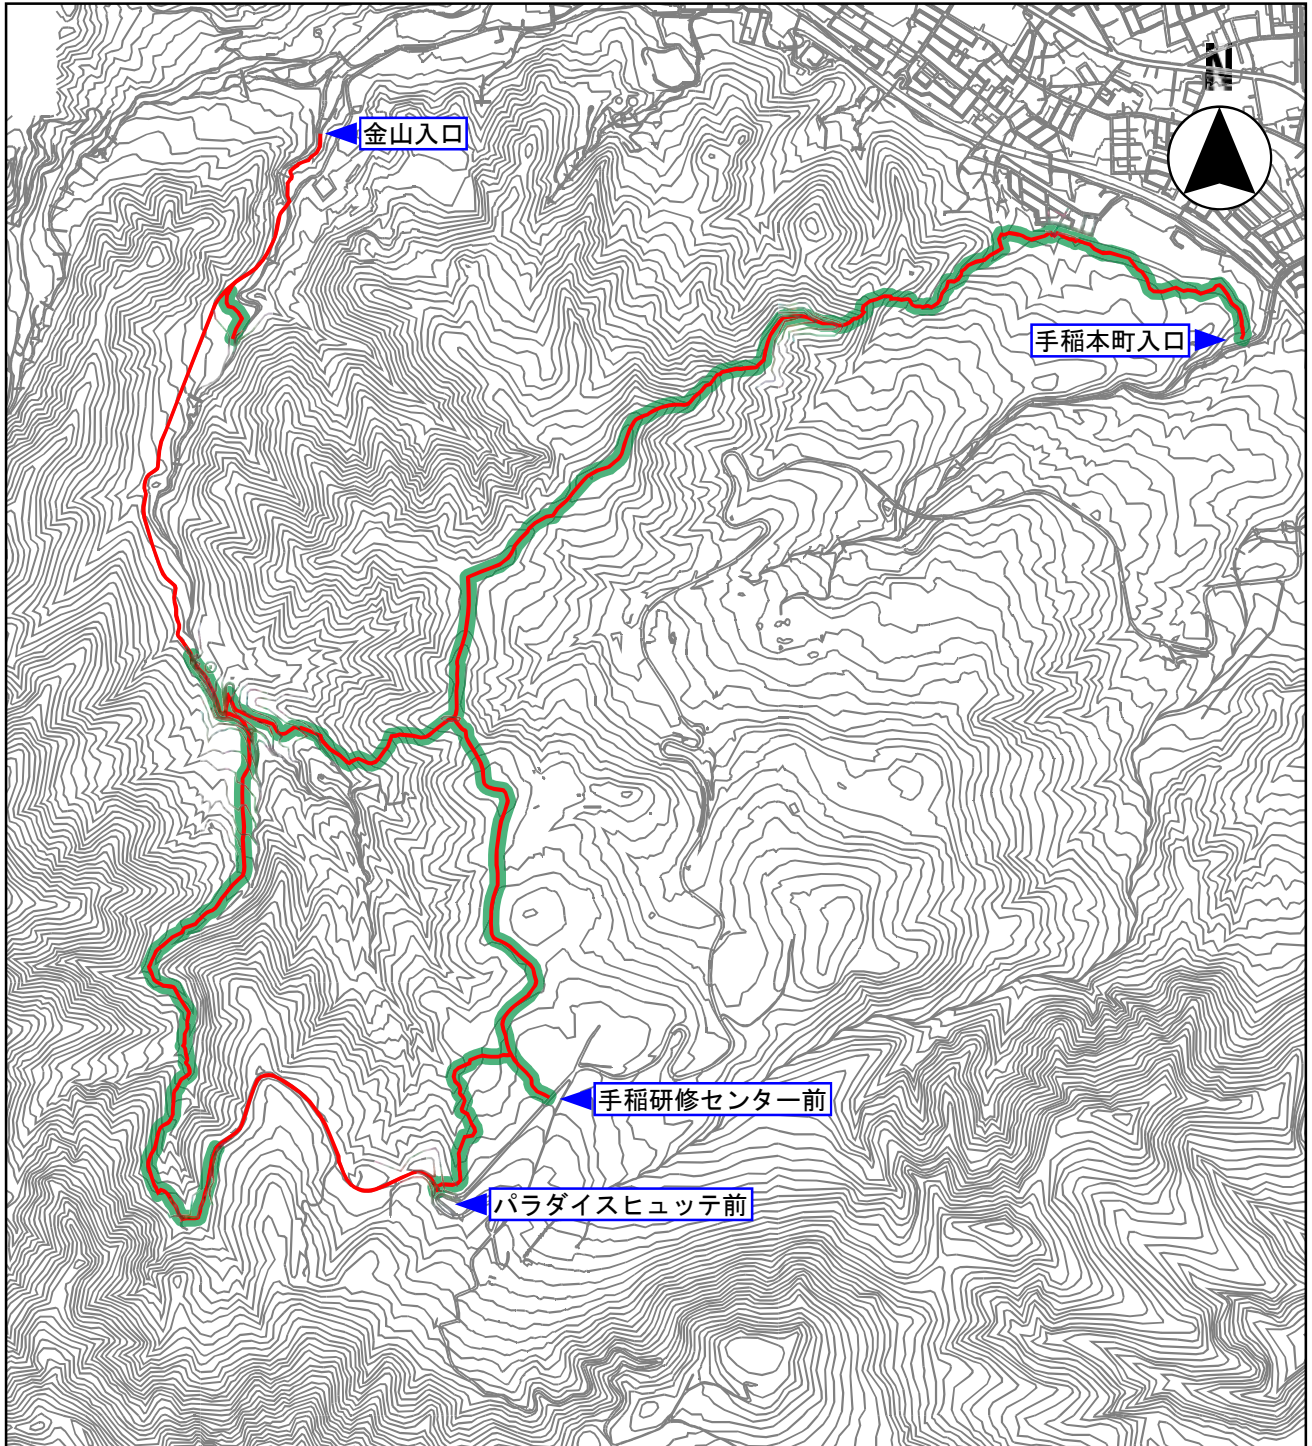 N
金山入口
手稲本町入口
手稲研修センター前
パラダイスヒュッテ前